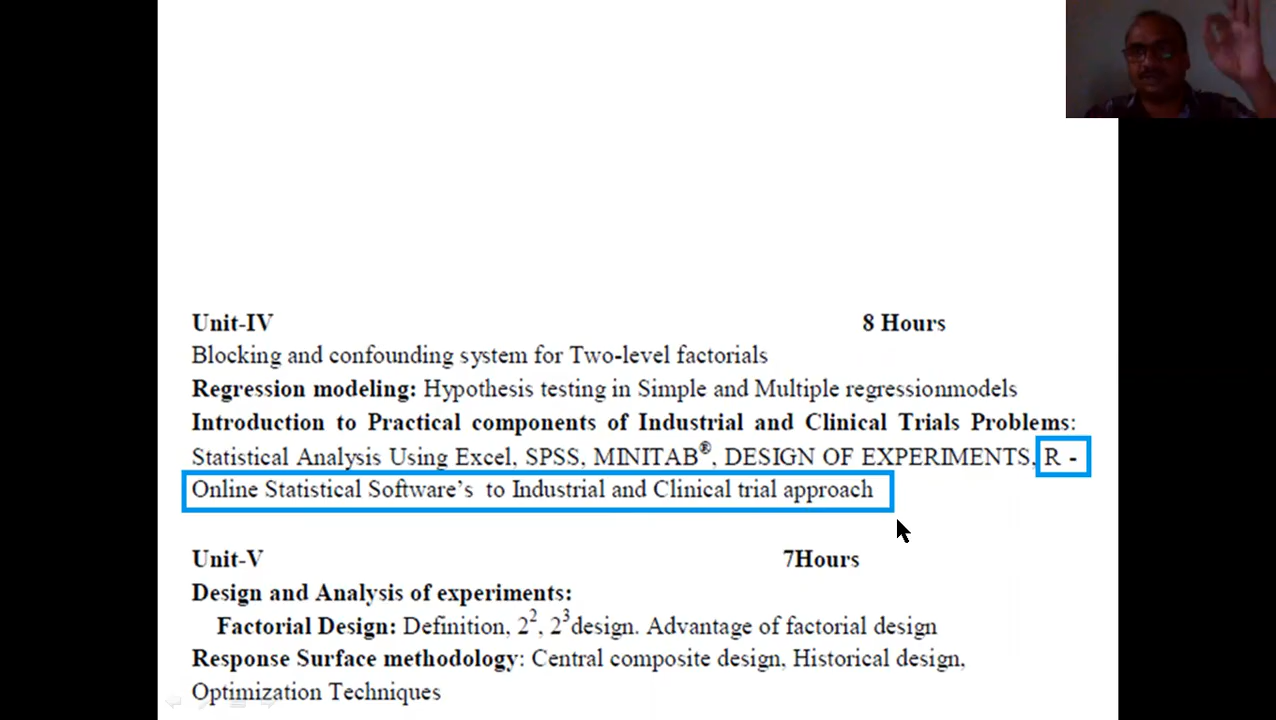 Unit-IV 8 Hours
Blocking and confounding system for Two-level factorials
Regression modeling: Hypothesis testing in Simple and Multiple regressionmodels
Introduction to Practical components of Industrial and Clinical Trials Problems:
Statistical Analysis Using Excel, SPSS, MINITAB®, DESIGN OF EXPERIMENTS, R -
Online Statistical Software's to Industrial and Clinical trial approach
Unit-V 7Hours
Design and Analysis of experiments:
Factorial Design: Definition, 2², 2³design. Advantage of factorial design
Response Surface methodology: Central composite design, Historical design,
Optimization Techniques